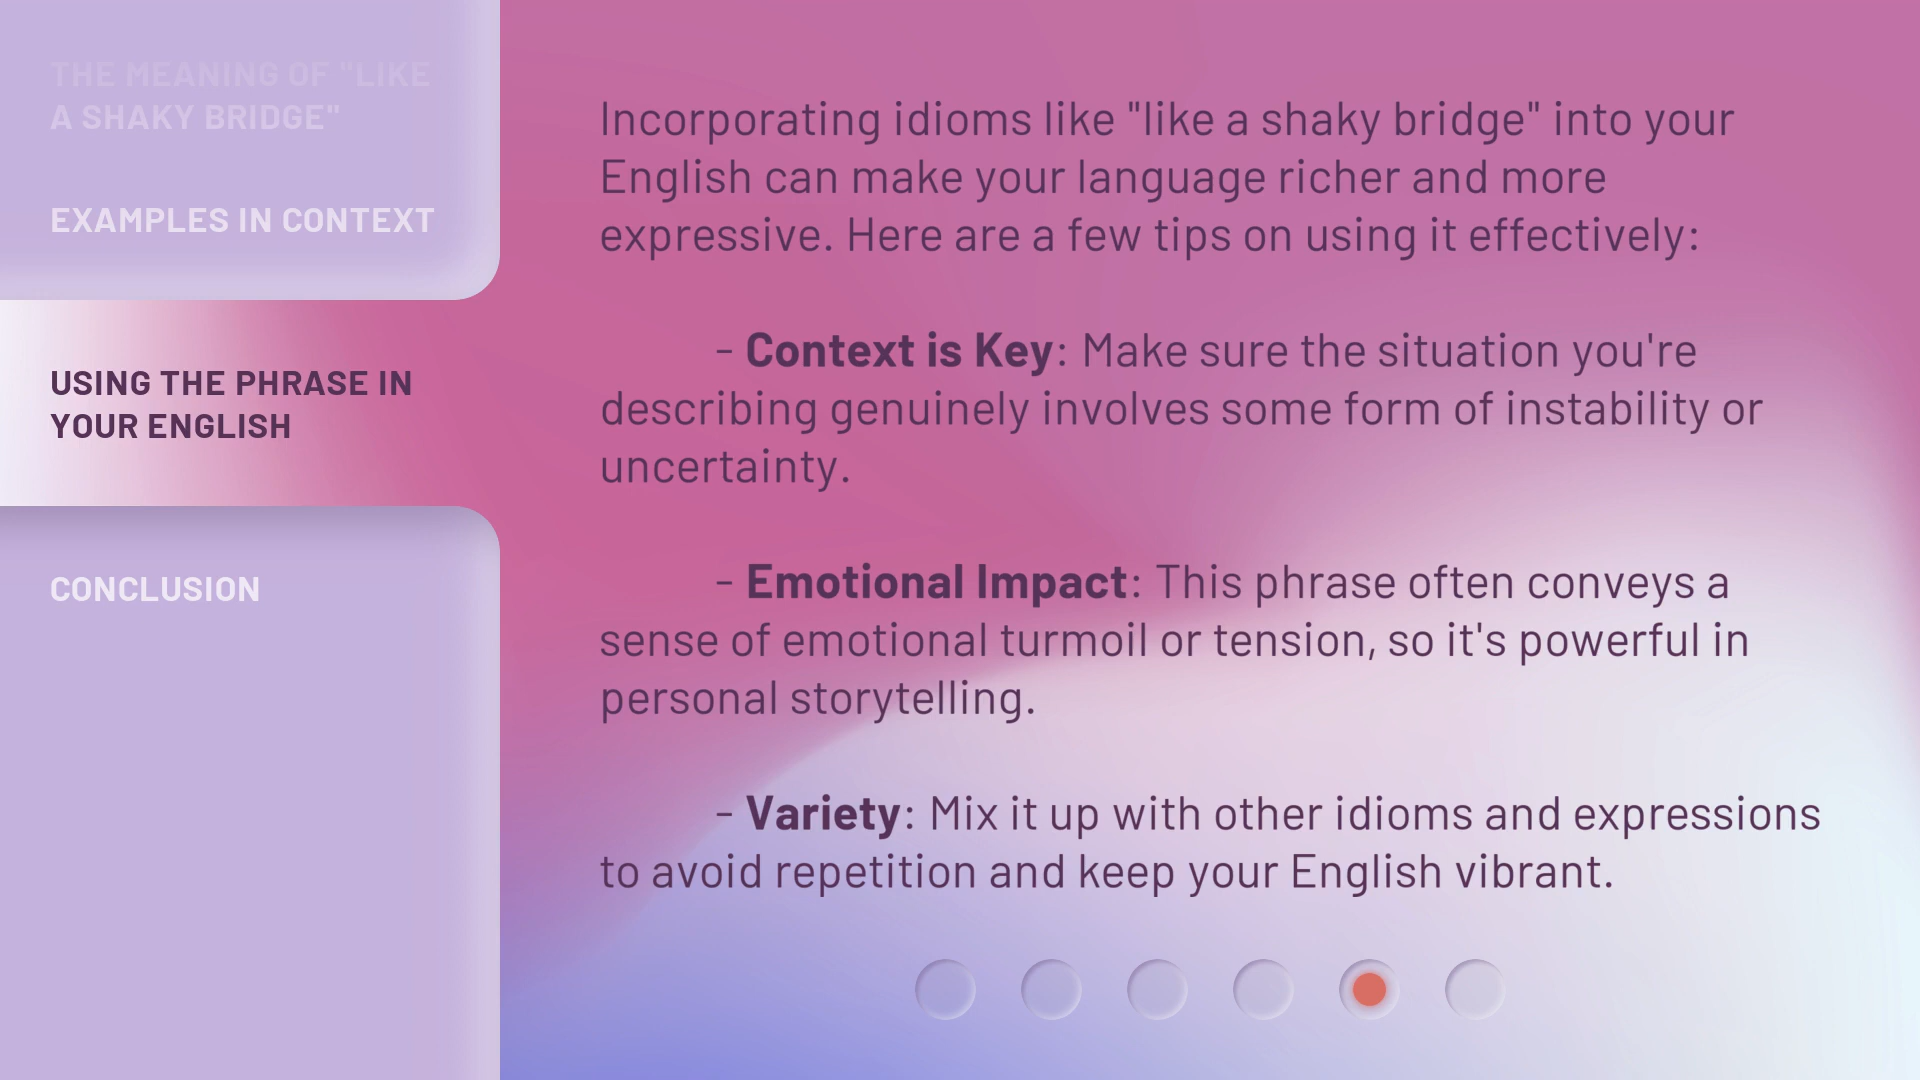 THE MEANING OF "LIKE
A SHAKY BRIDGE"
EXAMPLES IN CONTEXT
USING THE PHRASE IN
YOUR ENGLISH
CONCLUSION
Incorporating idioms like "like a shaky bridge" into your
English can make your language richer and more
expressive. Here are a few tips on using it effectively:
- Context is Key: Make sure the situation you're
describing genuinely involves some form of instability or
uncertainty.
- Emotional Impact: This phrase often conveys a
sense of emotional turmoil or tension, so it's powerful in
personal storytelling.
- Variety: Mix it up with other idioms and expressions
to avoid repetition and keep your English vibrant.